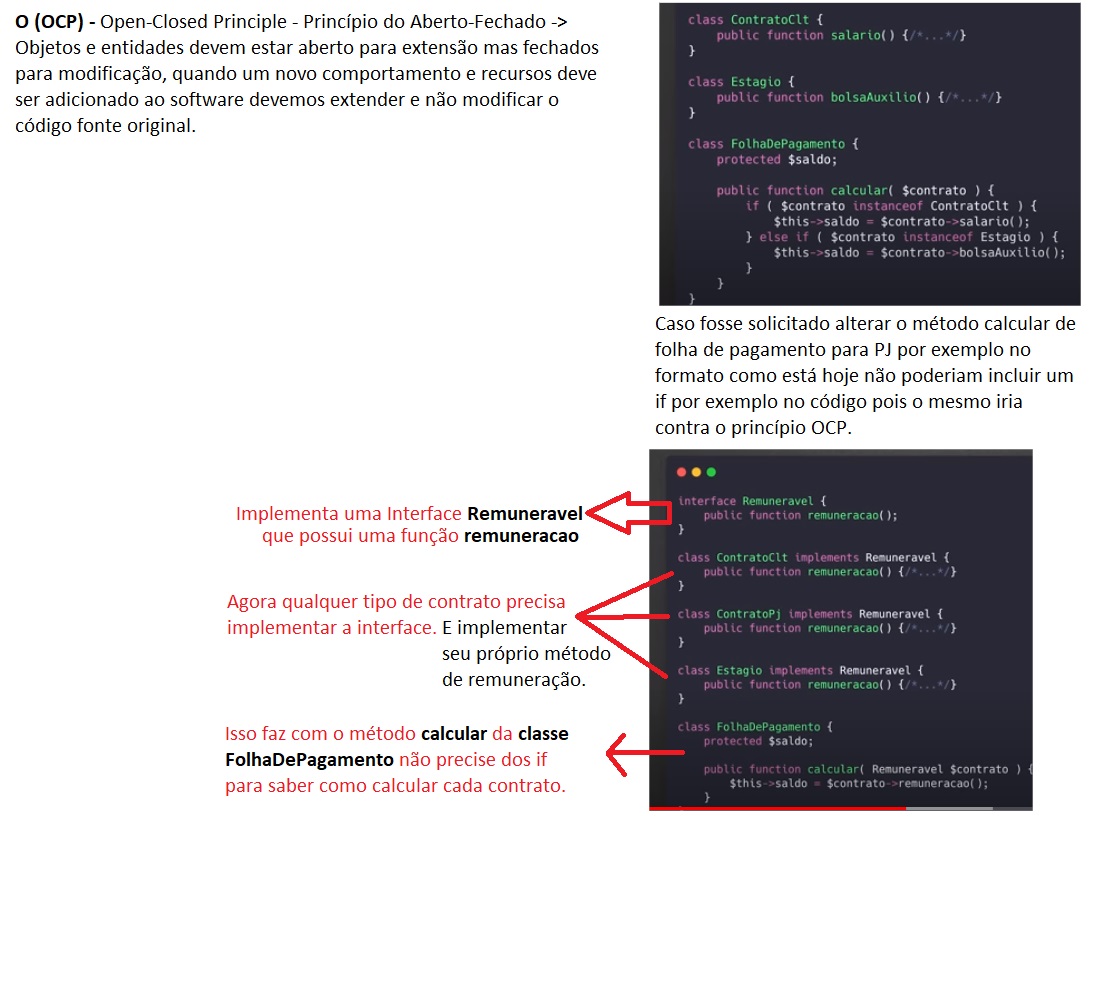 O (OCP) - Open-Closed Principle - Princípio do Aberto-Fechado ->
Objetos e entidades devem estar aberto para extensão mas fechados
para modificação, quando um novo comportamento e recursos deve
ser adicionado ao software devemos extender e não modificar o
código fonte original.
class ContratoClt {
public function salario() {/*...*/}
}
class Estagio {
public function bolsaAuxilio() {/*...*/}
}
class FolhaDePagamento {
protected $saldo;
public function calcular( $contrato ) {
if ( $contrato instanceof ContratoClt ) {
$this->saldo = $contrato->salario();
} else if ( $contrato instanceof Estagio ) {
$this->saldo = $contrato->bolsaAuxilio();
}
}
}
Caso fosse solicitado alterar o método calcular de
folha de pagamento para PJ por exemplo no
formato como está hoje não poderiam incluir um
if por exemplo no código pois o mesmo iria
contra o princípio OCP.
Implementa uma Interface Remuneravel
que possui uma função remuneracao
Agora qualquer tipo de contrato precisa
implementar a interface. E implementar
seu próprio método
de remuneração.
Isso faz com o método calcular da classe
FolhaDePagamento não precise dos if
para saber como calcular cada contrato.
interface Remuneravel {
public function remuneracao();
}
class ContratoClt implements Remuneravel {
public function remuneracao() {/*...*/}
}
class ContratoPj implements Remuneravel {
public function remuneracao() {/*...*/}
}
class Estagio implements Remuneravel {
public function remuneracao() {/*...*/}
}
class FolhaDePagamento {
protected $saldo;
public function calcular( Remuneravel $contrato ) {
$this->saldo = $contrato->remuneracao();
}